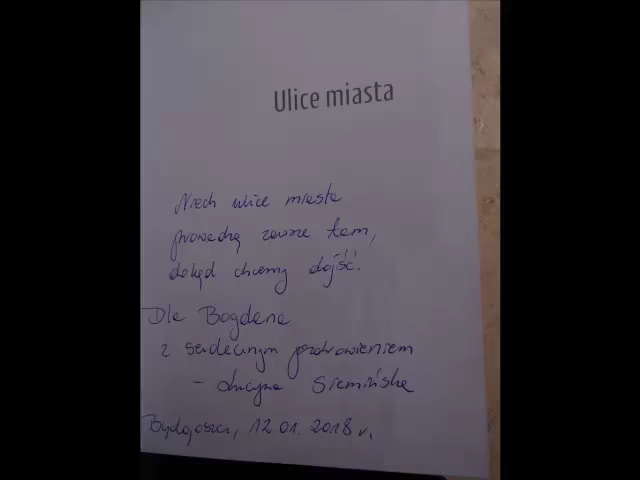 Ulice miasta
Niech ulice miasta
prowadzą zawsze tam,
dokąd chcemy dojść.
Dla Bogdana
z serdecznym pozdrowieniem
- Lucyna Siemińska
Bydgoszcz, 12.01.2018 r.